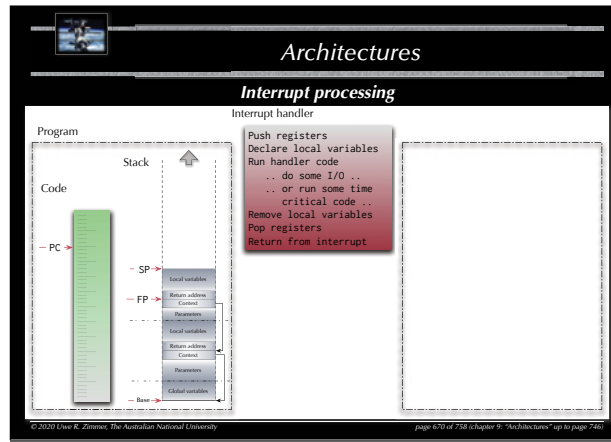 Architectures
Interrupt processing
Interrupt handler
Program
Stack
Code
PC
SP
FP
Base
Local variables
Return address
Context
Parameters
Local variables
Return address
Context
Parameters
Global variables
Push registers
Declare local variables
Run handler code
.. do some I/O ..
.. or run some time
critical code ..
Remove local variables
Pop registers
Return from interrupt
© 2020 Uwe R. Zimmer, The Australian National University
page 670 of 758 (chapter 9: "Architectures" up to page 746)